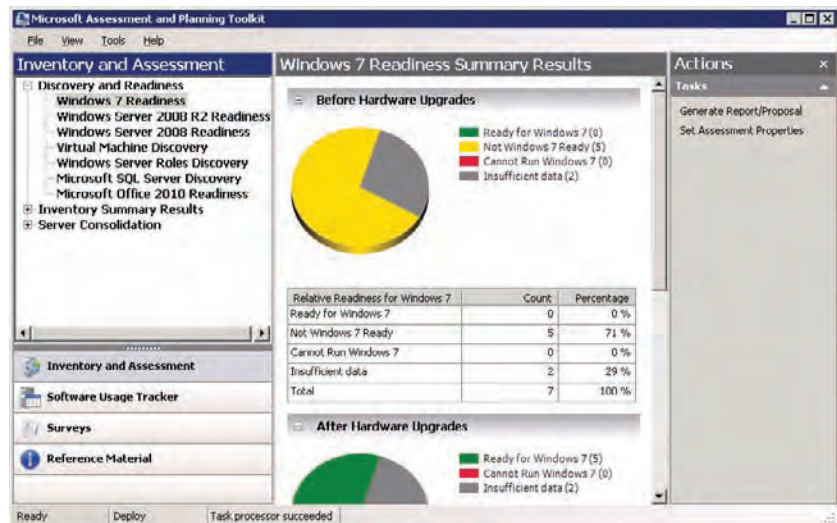 Microsoft Assessment and Planning Toolkit
File View Tools Help
Inventory and Assessment
Discovery and Readiness
Windows 7 Readiness
Windows Server 2008 R2 Readiness
Windows Server 2008 Readiness
Virtual Machine Discovery
Windows Server Roles Discovery
Microsoft SQL Server Discovery
Microsoft Office 2010 Readiness
Inventory Summary Results
Server Consolidation
Inventory and Assessment
Software Usage Tracker
Surveys
Reference Material
Windows 7 Readiness Summary Results
Before Hardware Upgrades
Ready for Windows 7 (0)
Not Windows 7 Ready (5)
Cannot Run Windows 7 (0)
Insufficient data (2)
Relative Readiness for Windows 7 Count Percentage
Ready for Windows 7 0 0 %
Not Windows 7 Ready 5 71 %
Cannot Run Windows 7 0 0 %
Insufficient data 2 29 %
Total 7 100 %
After Hardware Upgrades
Ready for Windows 7 (5)
Cannot Run Windows 7 (0)
Insufficient data (2)
Actions
Tasks
Generate Report/Proposal
Set Assessment Properties
Ready Deploy Task processor succeeded